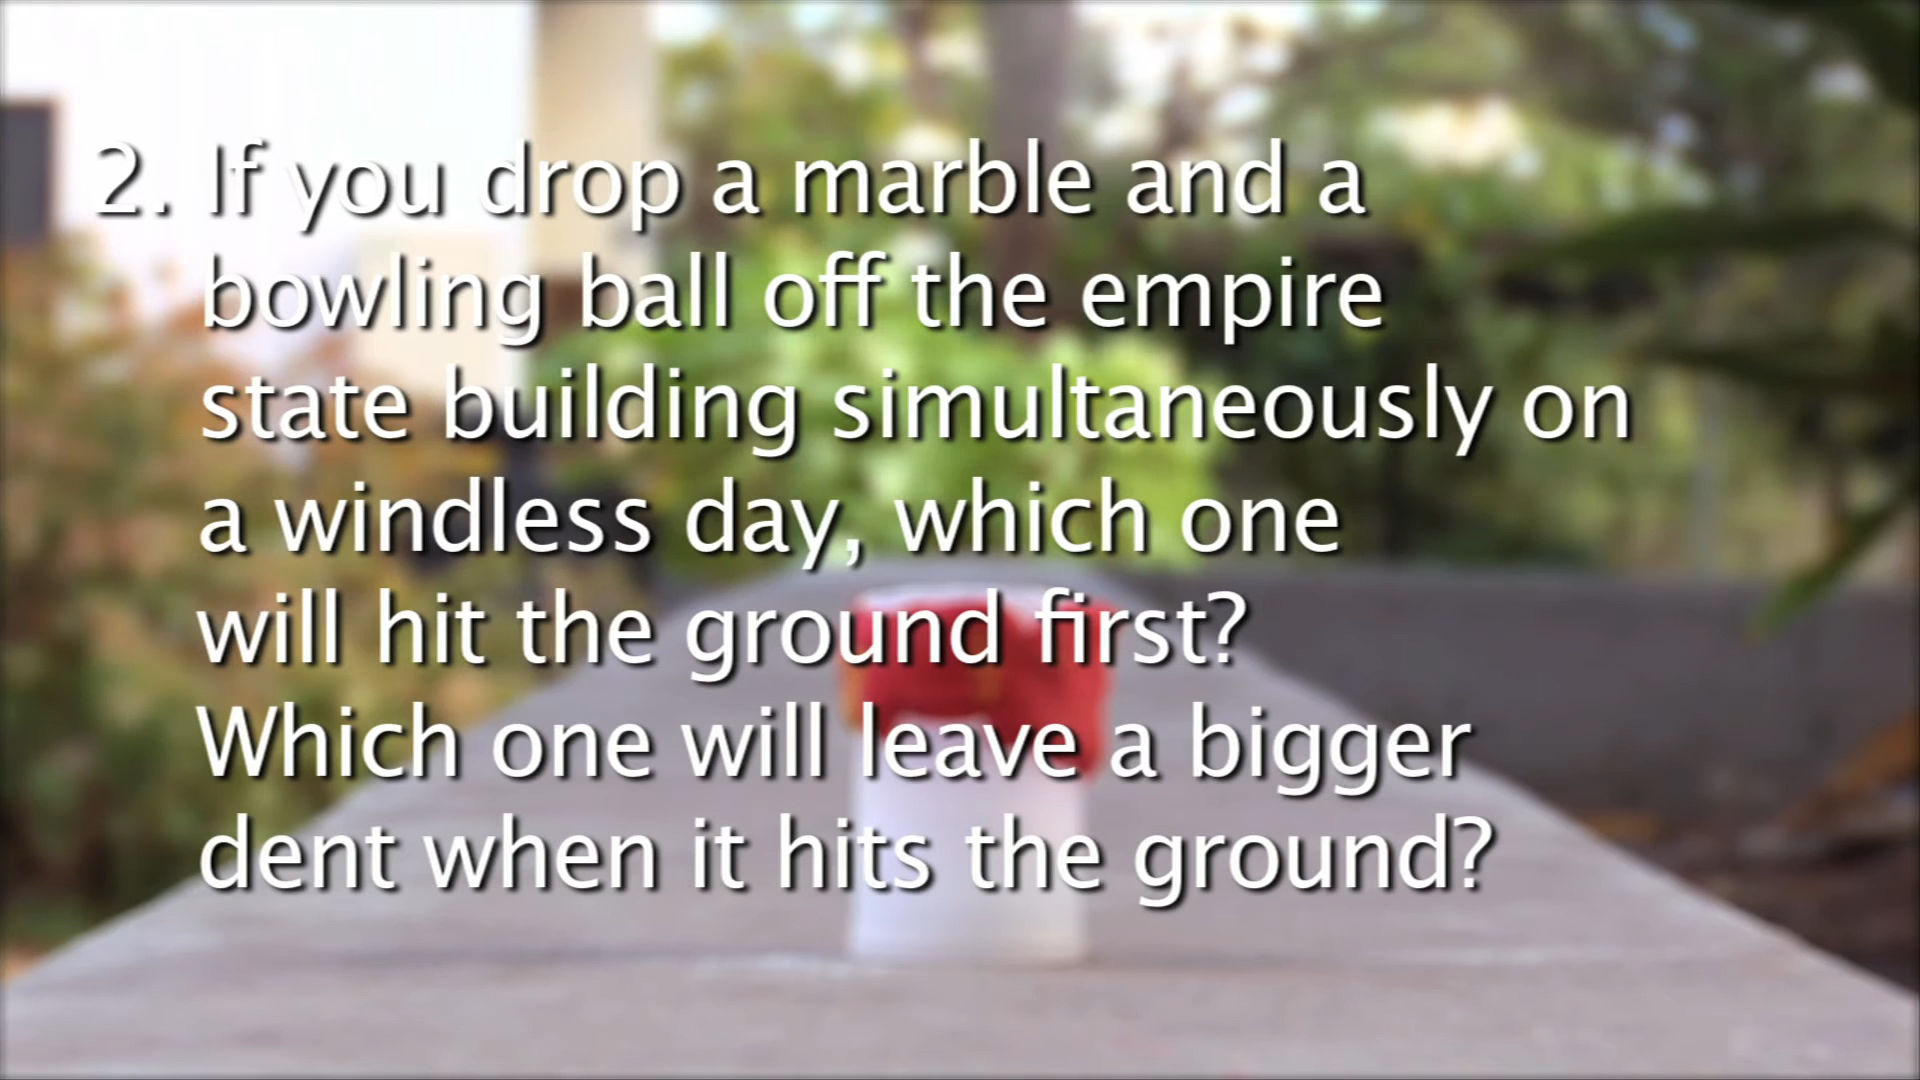 2. If you drop a marble and a
bowling ball off the empire
state building simultaneously on
a windless day, which one
will hit the ground first?
Which one will leave a bigger
dent when it hits the ground?